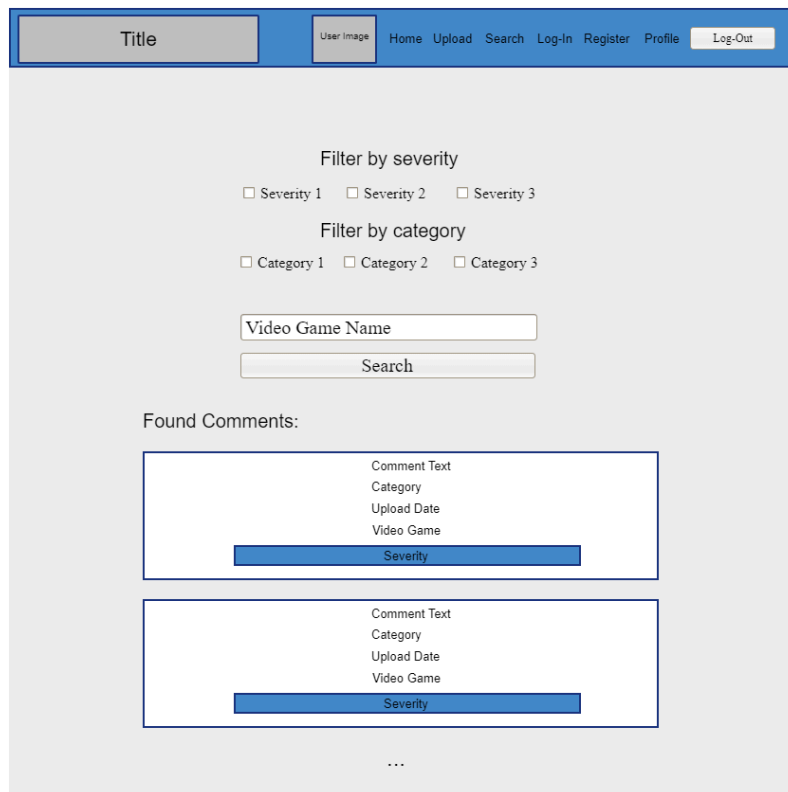 Title User Image Home Upload Search Log-In Register Profile Log-Out
Filter by severity
Severity 1 Severity 2 Severity 3
Filter by category
Category 1 Category 2 Category 3
Video Game Name
Search
Found Comments:
Comment Text
Category
Upload Date
Video Game
Severity
Comment Text
Category
Upload Date
Video Game
Severity
...